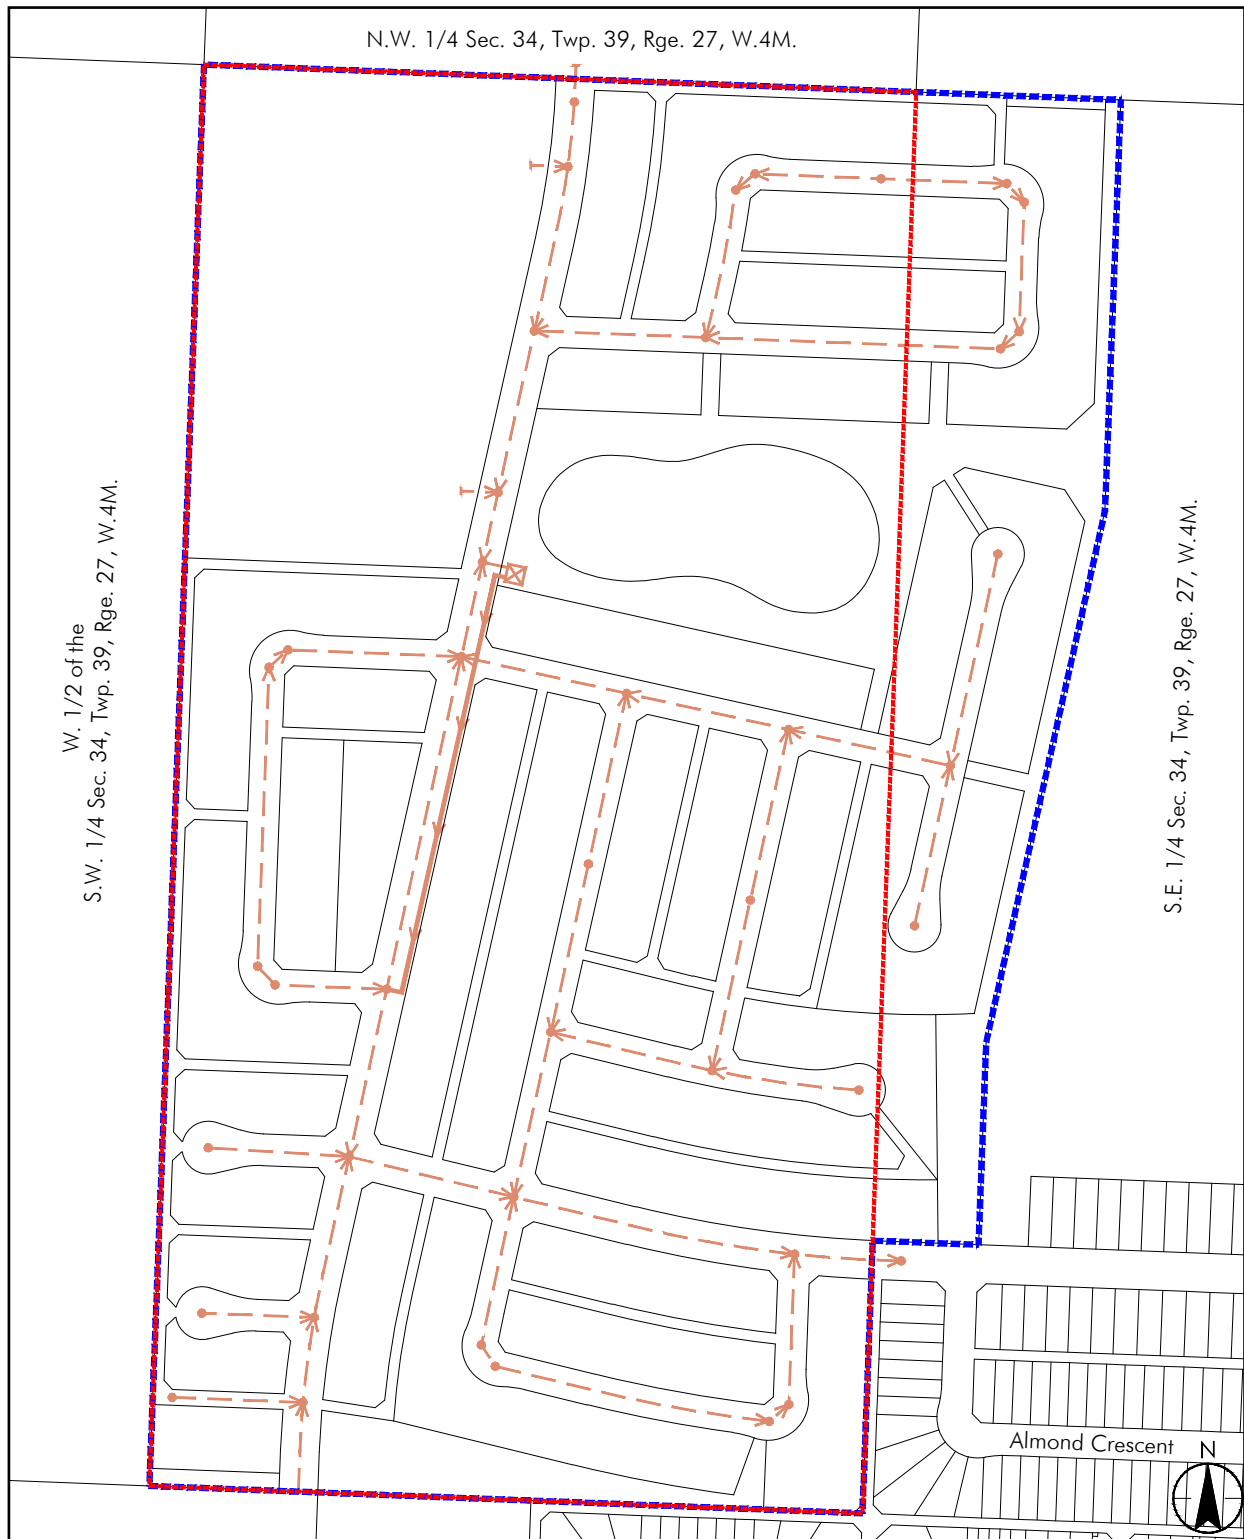 N.W. 1/4 Sec. 34, Twp. 39, Rge. 27, W.4M.
W. 1/2 of the
S.W. 1/4 Sec. 34, Twp. 39, Rge. 27, W.4M.
S.E. 1/4 Sec. 34, Twp. 39, Rge. 27, W.4M.
Almond Crescent
N